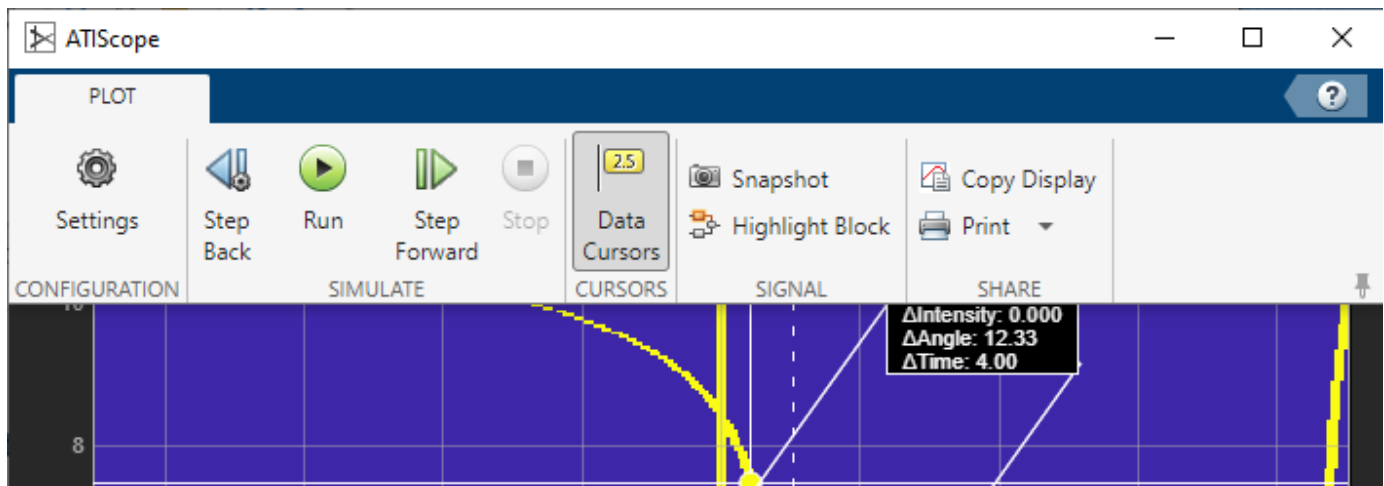 ATIScope
PLOT
?
2.5
Settings
Step Back
Run
Step Forward
Stop
Data Cursors
Snapshot
Highlight Block
Copy Display
Print
CONFIGURATION
SIMULATE
CURSORS
SIGNAL
SHARE
ΔIntensity: 0.000
ΔAngle: 12.33
ΔTime: 4.00
8